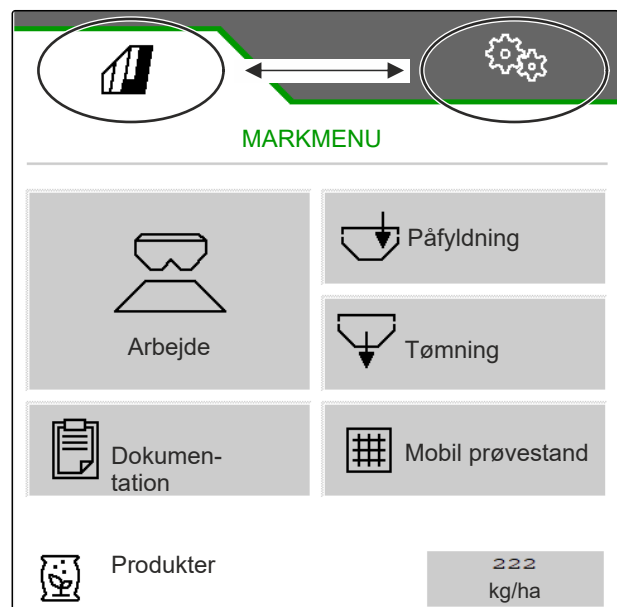 MARKMENU
Påfyldning
Arbejde
Tømning
Dokumen-
tation
Mobil prøvestand
Produkter
222
kg/ha